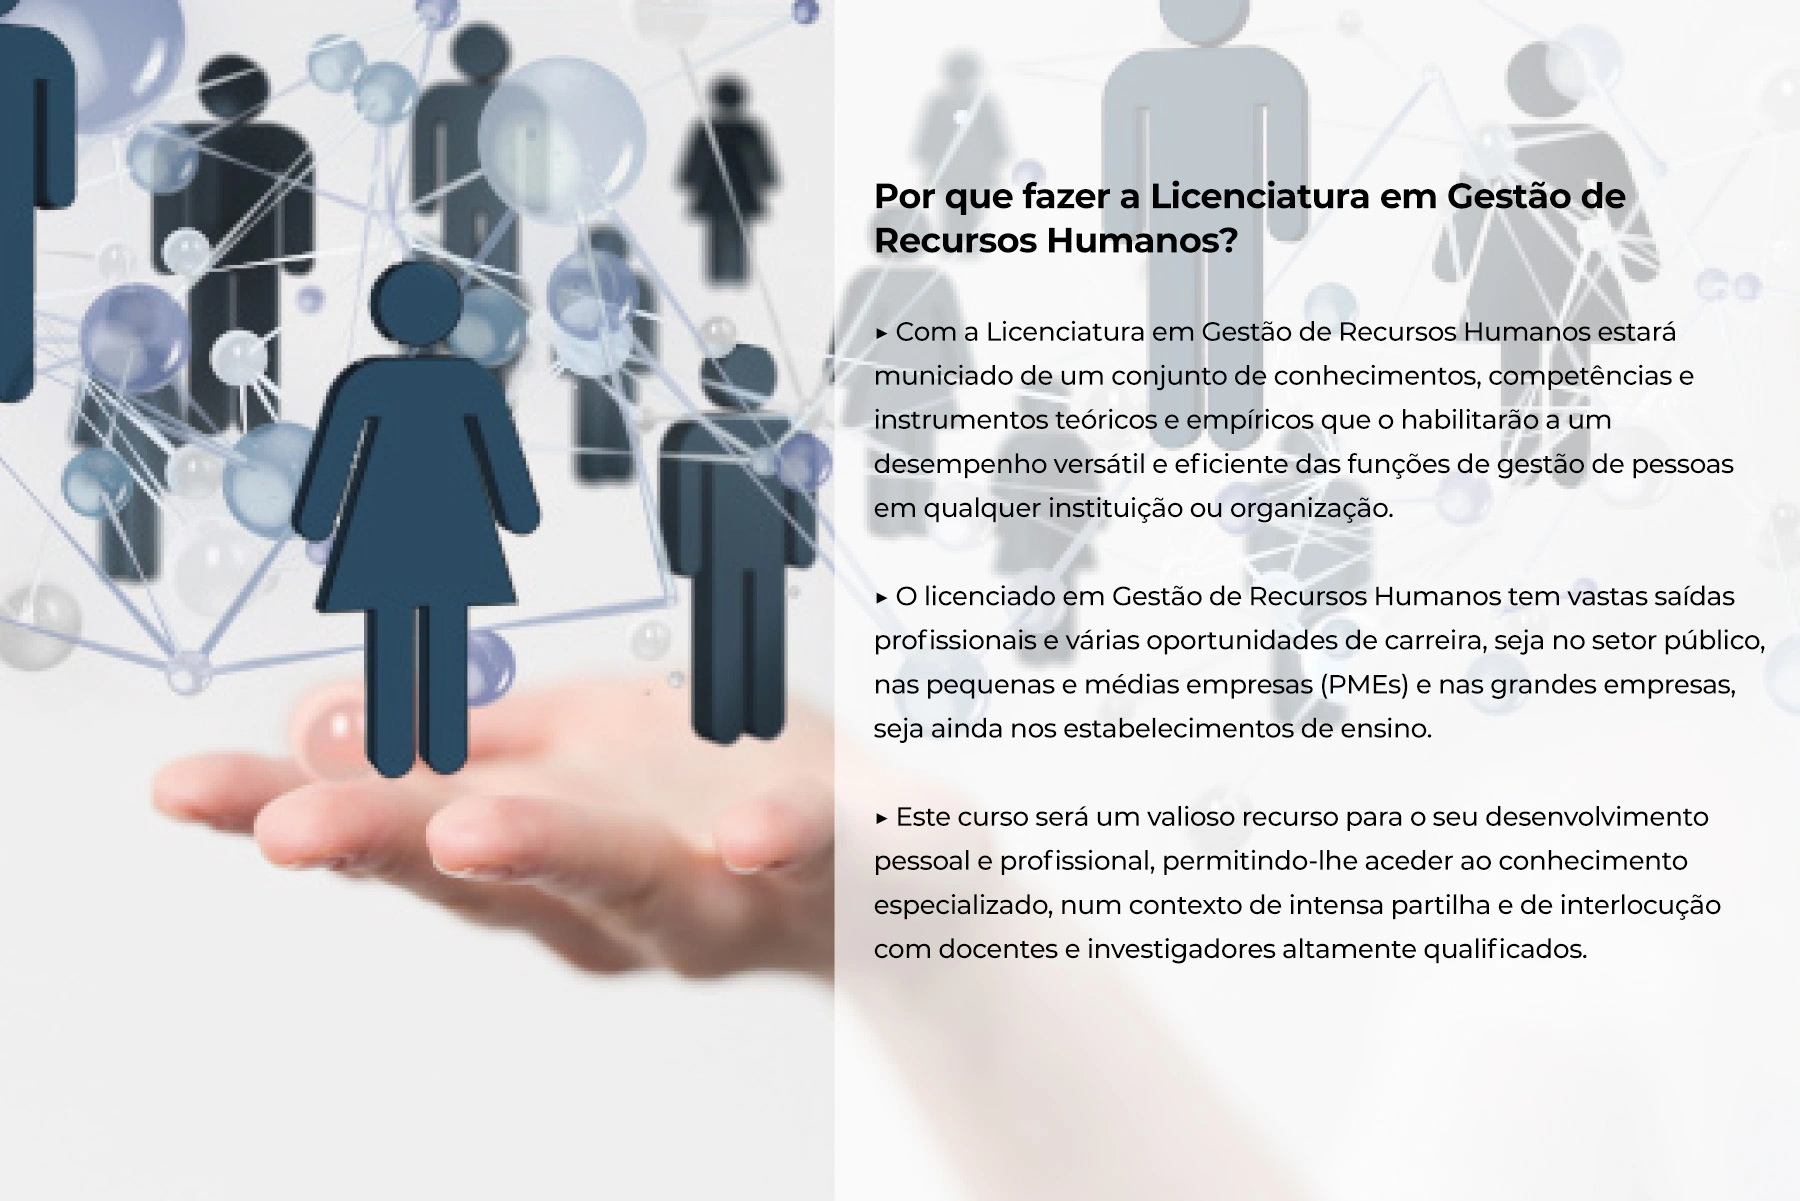 Por que fazer a Licenciatura em Gestão de
Recursos Humanos?
▸ Com a Licenciatura em Gestão de Recursos Humanos estará
municiado de um conjunto de conhecimentos, competências e
instrumentos teóricos e empíricos que o habilitarão a um
desempenho versátil e eficiente das funções de gestão de pessoas
em qualquer instituição ou organização.
▸ O licenciado em Gestão de Recursos Humanos tem vastas saídas
profissionais e várias oportunidades de carreira, seja no setor público,
nas pequenas e médias empresas (PMEs) e nas grandes empresas,
seja ainda nos estabelecimentos de ensino.
▸ Este curso será um valioso recurso para o seu desenvolvimento
pessoal e profissional, permitindo-lhe aceder ao conhecimento
especializado, num contexto de intensa partilha e de interlocução
com docentes e investigadores altamente qualificados.